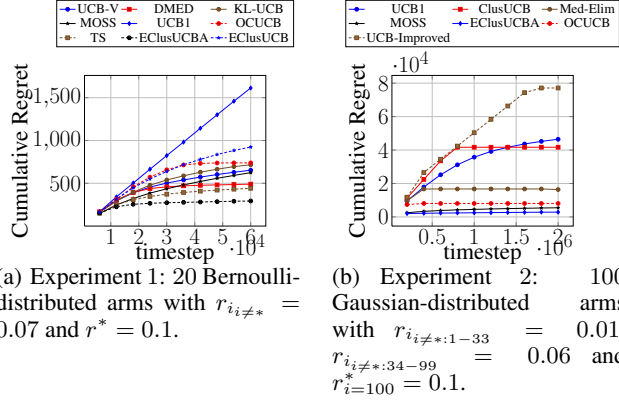 UCB-V DMED KL-UCB
MOSS UCB1 OCUCB
TS EClusUCBA EClusUCB
Cumulative Regret
1,500
1,000
500
1 2 3 4 5 6
timestep ·10^4
(a) Experiment 1: 20 Bernoulli-
distributed arms with r_{i_{i≠*}} =
0.07 and r^* = 0.1.
UCB1 ClusUCB Med-Elim
MOSS EClusUCBA OCUCB
UCB-Improved
·10^4
Cumulative Regret
8
6
4
2
0
0.5 1 1.5 2
timestep ·10^6
(b) Experiment 2: 100
Gaussian-distributed arms
with r_{i_{i≠*:1−33}} = 0.01,
r_{i_{i≠*:34−99}} = 0.06 and
r^*_{i=100} = 0.1.